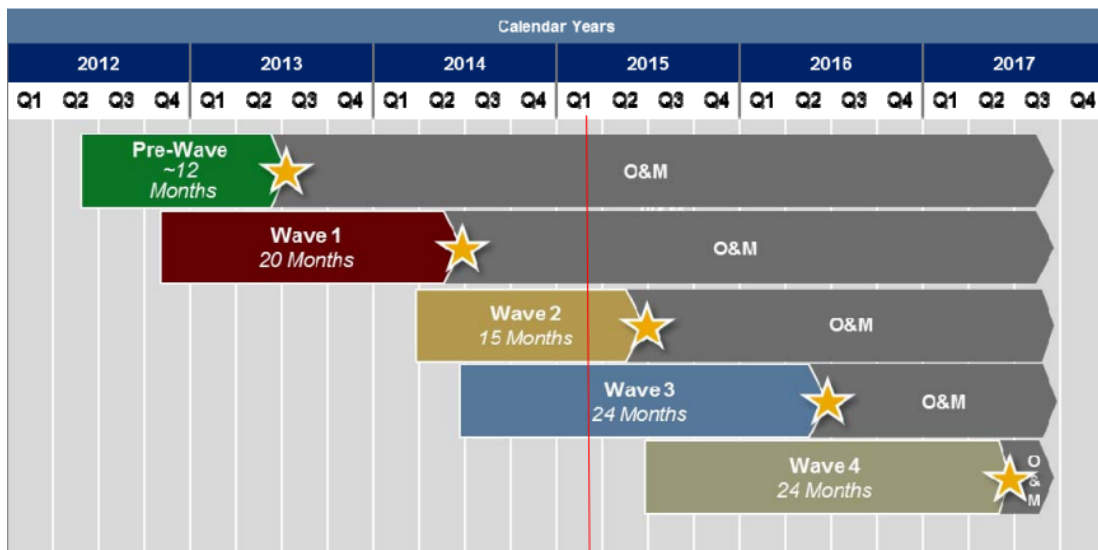 Calendar Years
2012 2013 2014 2015 2016 2017
Q1 Q2 Q3 Q4 Q1 Q2 Q3 Q4 Q1 Q2 Q3 Q4 Q1 Q2 Q3 Q4 Q1 Q2 Q3 Q4 Q1 Q2 Q3 Q4
Pre-Wave
~12
Months
O&M
Wave 1
20 Months
O&M
Wave 2
15 Months
O&M
Wave 3
24 Months
O&M
Wave 4
24 Months
O
&
M